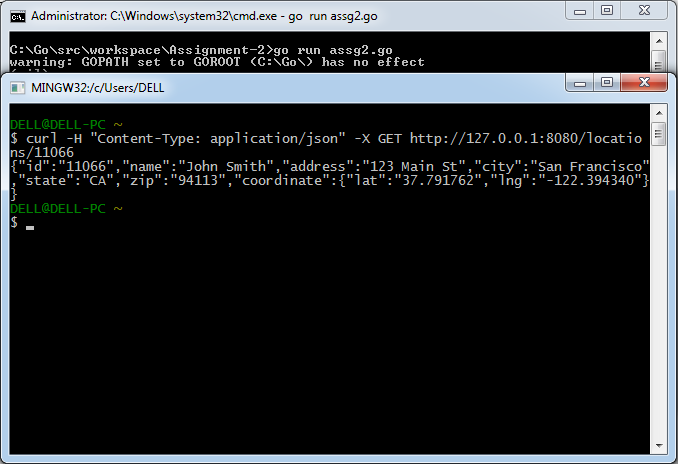 Administrator: C:\Windows\system32\cmd.exe - go run assg2.go
C:\Go\src\workspace\Assignment-2>go run assg2.go
warning: GOPATH set to GOROOT (C:\Go\) has no effect
MINGW32:/c/Users/DELL
DELL@DELL-PC ~
$ curl -H "Content-Type: application/json" -X GET http://127.0.0.1:8080/locatio
ns/11066
{"id":"11066","name":"John Smith","address":"123 Main St","city":"San Francisco"
,"state":"CA","zip":"94113","coordinate":{"lat":"37.791762","lng":"-122.394340"}
}
DELL@DELL-PC ~
$